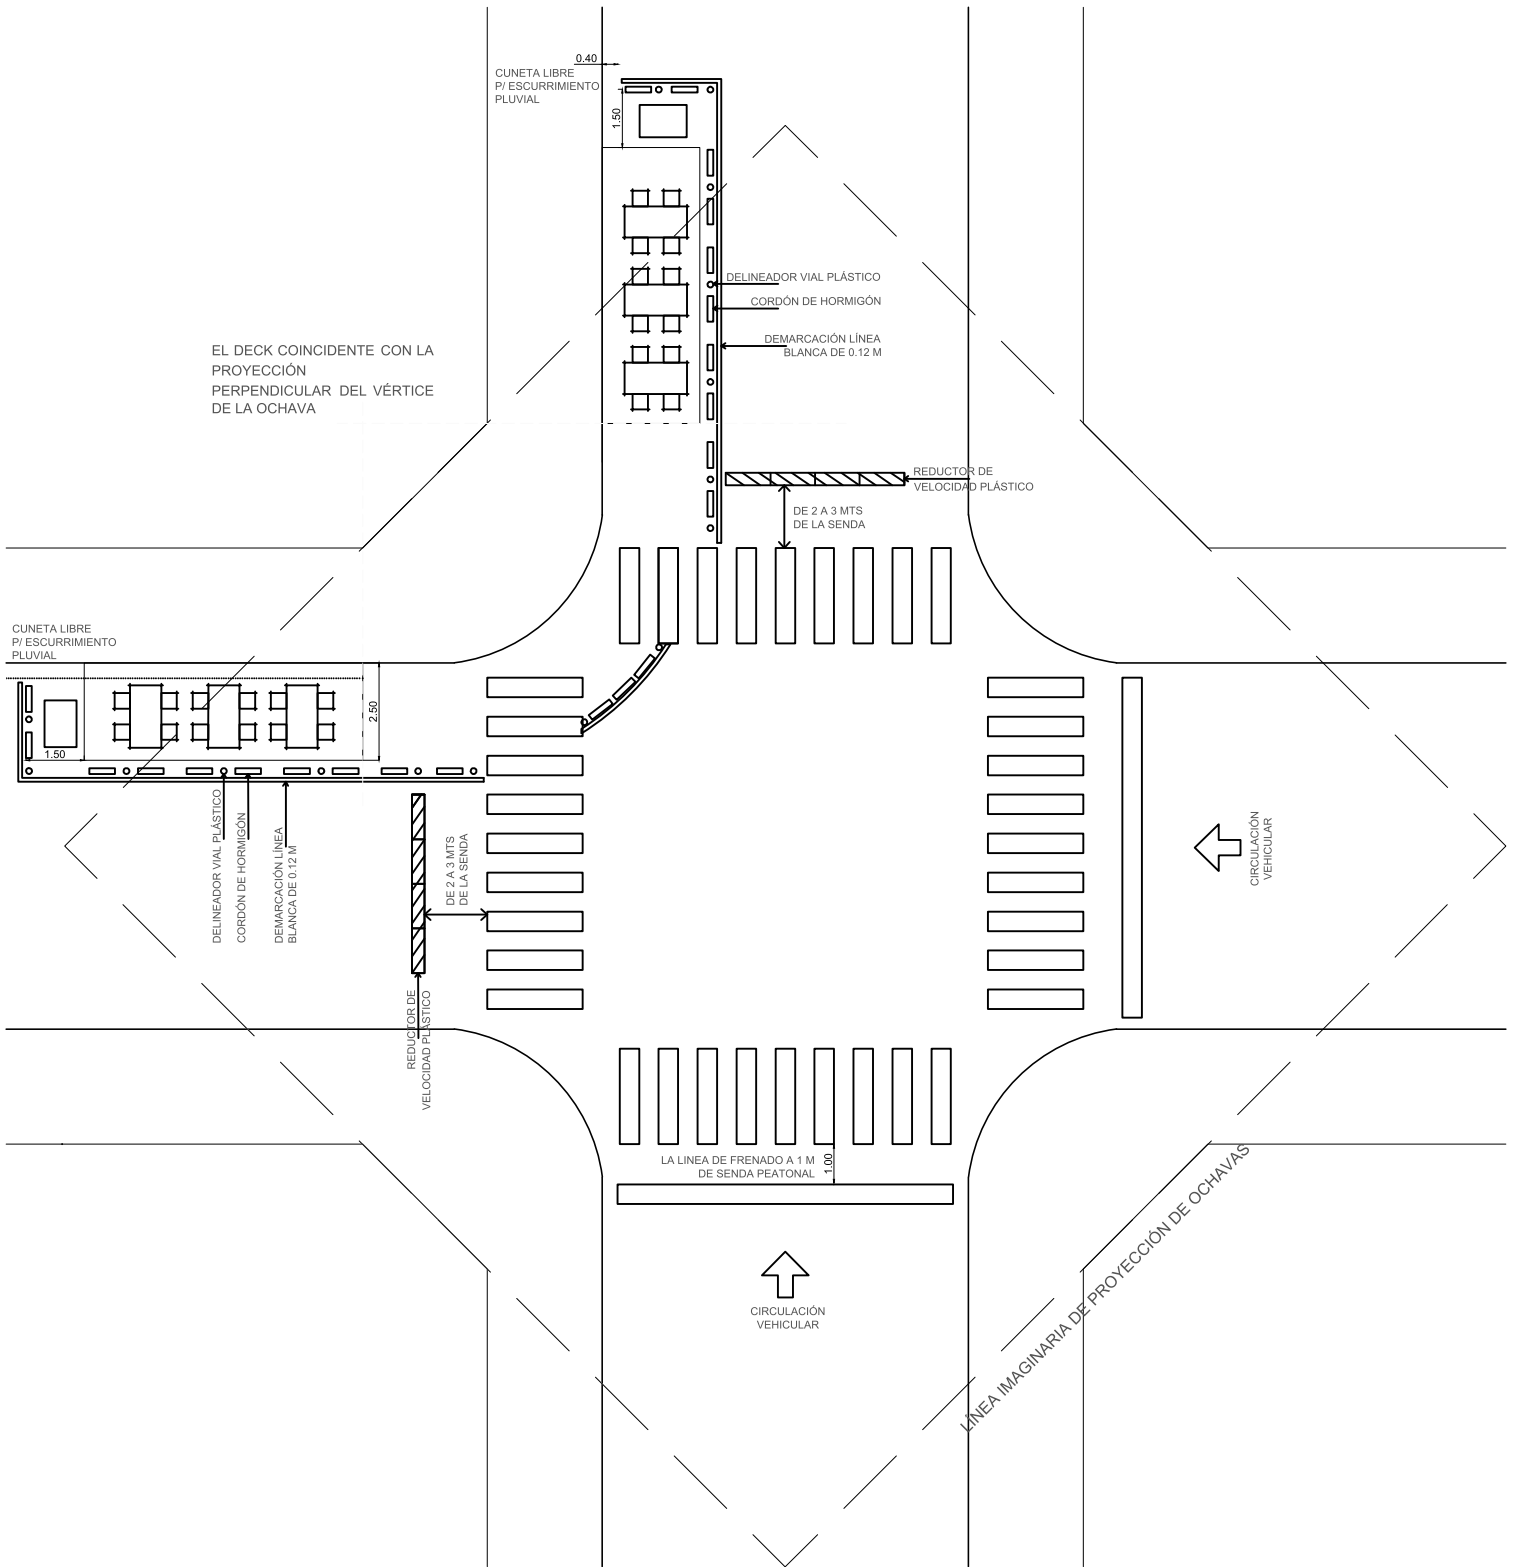 0.40
CUNETA LIBRE
P/ ESCURRIMIENTO
PLUVIAL
1.50
DELINEADOR VIAL PLÁSTICO
CORDÓN DE HORMIGÓN
DEMARCACIÓN LÍNEA
BLANCA DE 0.12 M
EL DECK COINCIDENTE CON LA
PROYECCIÓN
PERPENDICULAR DEL VÉRTICE
DE LA OCHAVA
REDUCTOR DE
VELOCIDAD PLÁSTICO
DE 2 A 3 MTS
DE LA SENDA
CUNETA LIBRE
P/ ESCURRIMIENTO
PLUVIAL
2.50
1.50
DELINEADOR VIAL PLÁSTICO
CORDÓN DE HORMIGÓN
DEMARCACIÓN LÍNEA
BLANCA DE 0.12 M
DE 2 A 3 MTS
DE LA SENDA
REDUCTOR DE
VELOCIDAD PLÁSTICO
CIRCULACIÓN
VEHICULAR
LA LINEA DE FRENADO A 1 M
DE SENDA PEATONAL
1.00
CIRCULACIÓN
VEHICULAR
LÍNEA IMAGINARIA DE PROYECCIÓN DE OCHAVAS